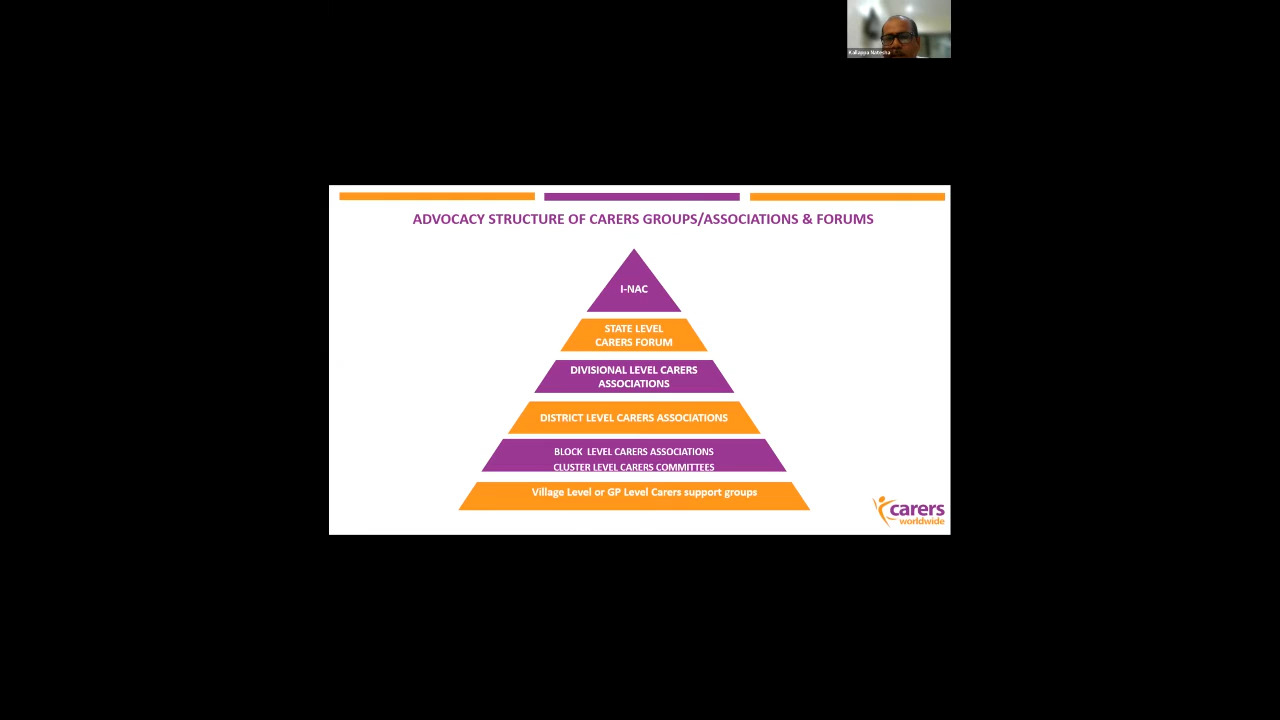 Kallappa Natesha
ADVOCACY STRUCTURE OF CARERS GROUPS/ASSOCIATIONS & FORUMS
I-NAC
STATE LEVEL
CARERS FORUM
DIVISIONAL LEVEL CARERS
ASSOCIATIONS
DISTRICT LEVEL CARERS ASSOCIATIONS
BLOCK LEVEL CARERS ASSOCIATIONS
CLUSTER LEVEL CARERS COMMITTEES
Village Level or GP Level Carers support groups
carers
worldwide